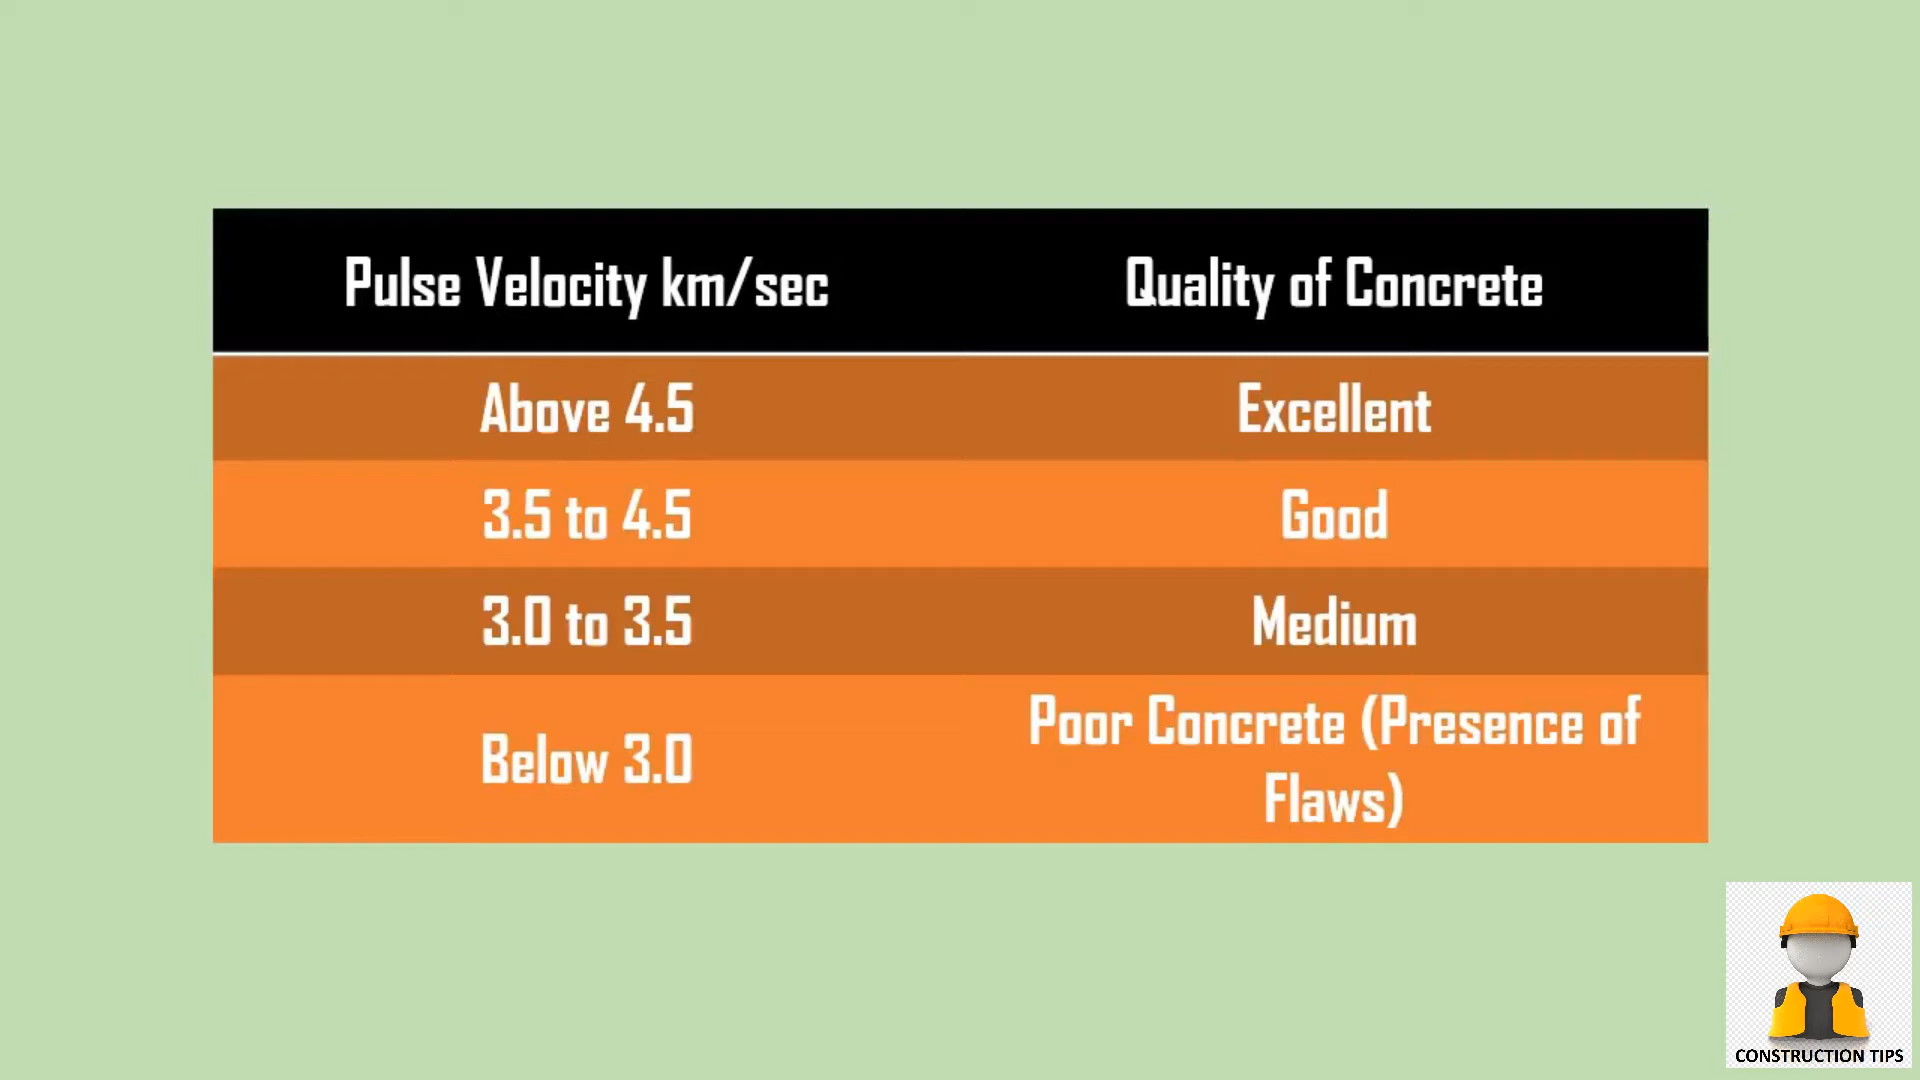 Pulse Velocity km/sec Quality of Concrete
Above 4.5 Excellent
3.5 to 4.5 Good
3.0 to 3.5 Medium
Below 3.0 Poor Concrete (Presence of
Flaws)
CONSTRUCTION TIPS